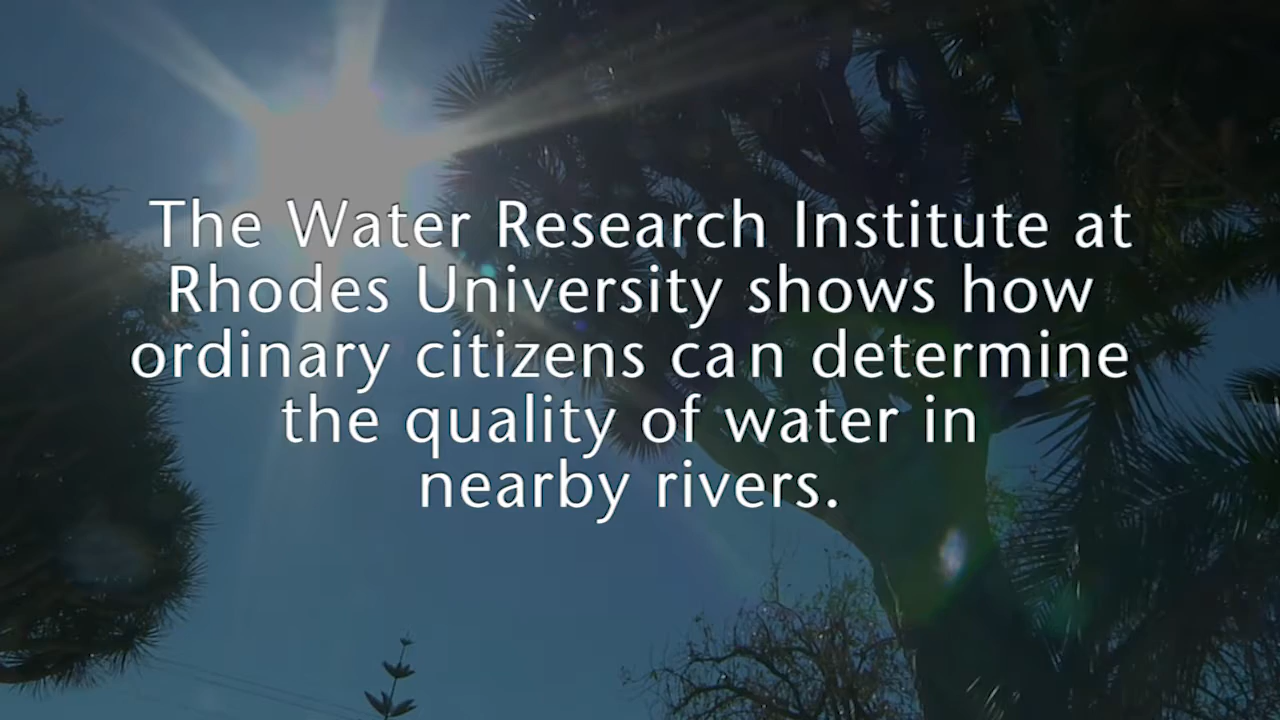 The Water Research Institute at
Rhodes University shows how
ordinary citizens can determine
the quality of water in
nearby rivers.